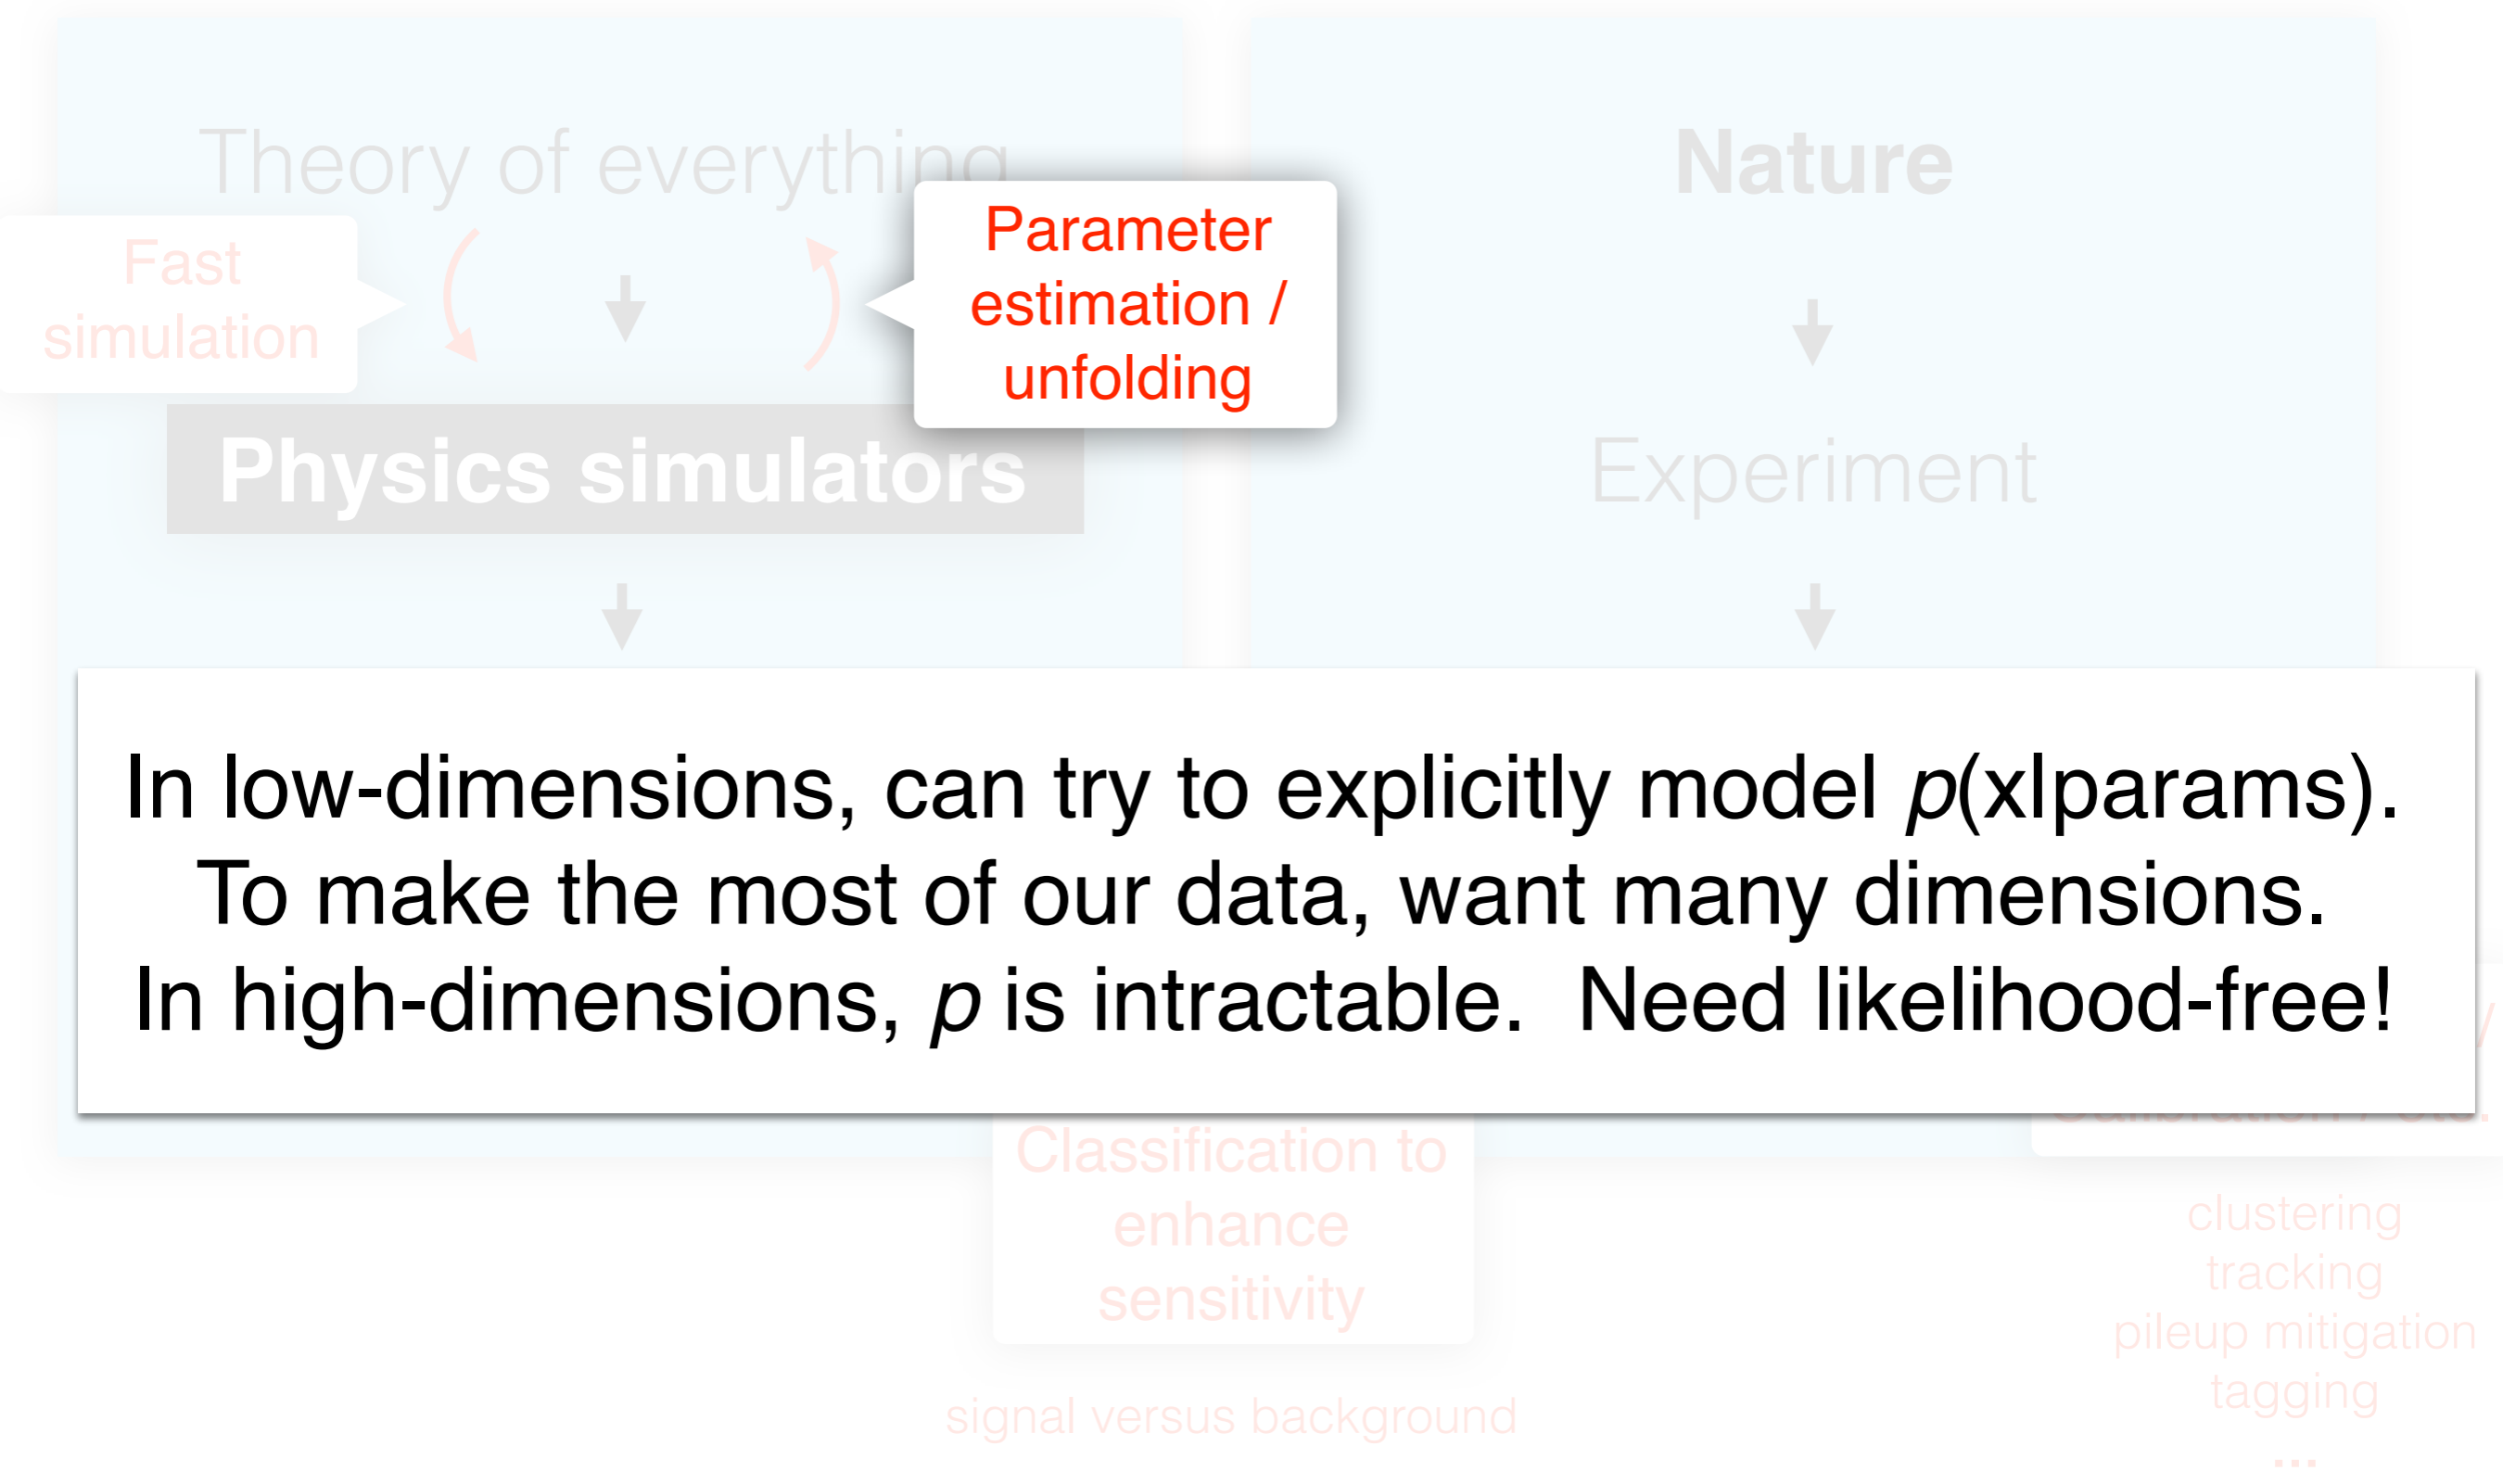 Theory of everything
Nature
Fast
simulation
Parameter
estimation /
unfolding
Physics simulators
Experiment
In low-dimensions, can try to explicitly model p(x|params).
To make the most of our data, want many dimensions.
In high-dimensions, p is intractable.  Need likelihood-free!
Classification to
enhance
sensitivity
signal versus background
clustering
tracking
pileup mitigation
tagging
...